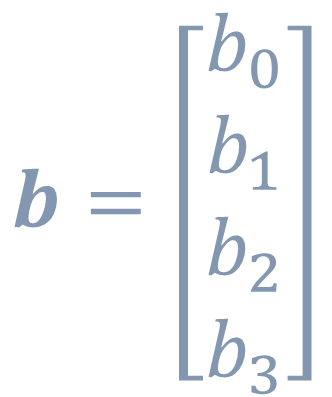 b = [b₀
b₁
b₂
b₃]